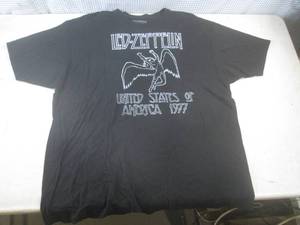 LED-ZEPPELIN
UNITED STATES OF
AMERICA 1977